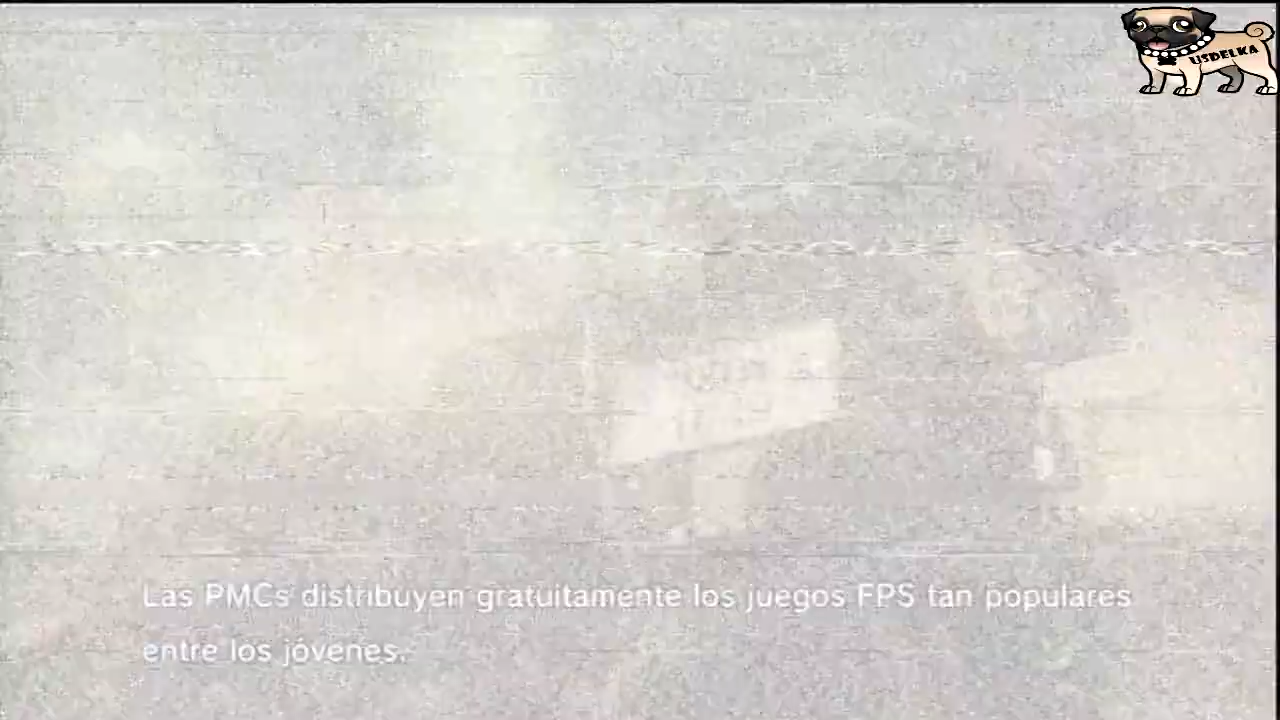 USDELKA
Las PMCs distribuyen gratuitamente los juegos FPS tan populares
entre los jóvenes.